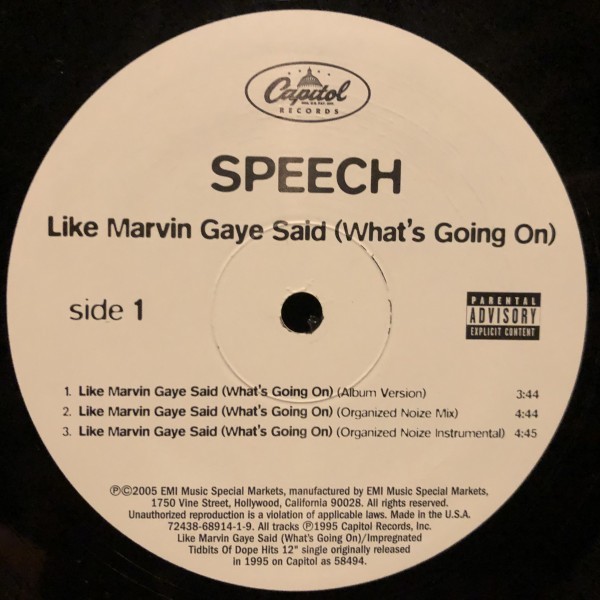 Capitol
RECORDS
SPEECH
Like Marvin Gaye Said (What's Going On)
side 1
PARENTAL
ADVISORY
EXPLICIT CONTENT
1. Like Marvin Gaye Said (What's Going On) (Album Version) 3:44
2. Like Marvin Gaye Said (What's Going On) (Organized Noize Mix) 4:44
3. Like Marvin Gaye Said (What's Going On) (Organized Noize Instrumental) 4:45
℗©2005 EMI Music Special Markets, manufactured by EMI Music Special Markets,
1750 Vine Street, Hollywood, California 90028. All rights reserved.
Unauthorized reproduction is a violation of applicable laws. Made in the U.S.A.
72438-68914-1-9. All tracks ℗1995 Capitol Records, Inc.
Like Marvin Gaye Said (What's Going On)/Impregnated
Tidbits Of Dope Hits 12" single originally released
in 1995 on Capitol as 58494.